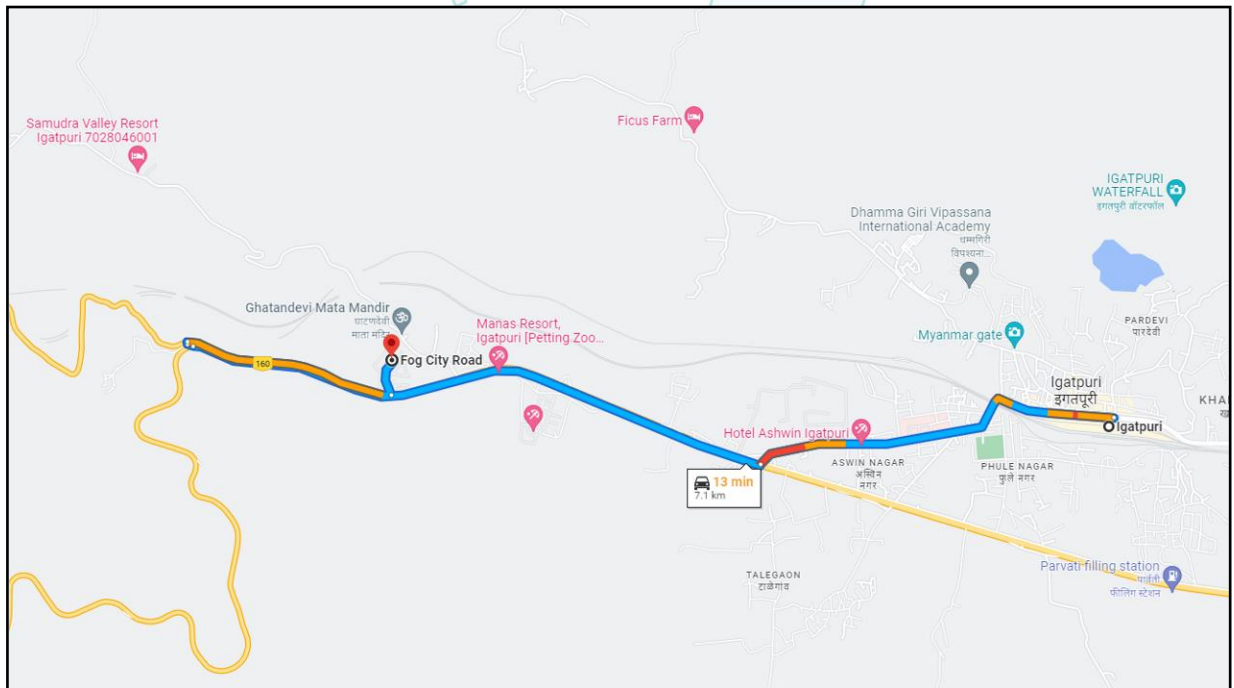 Samudra Valley Resort
Igatpuri 7028046001
Ficus Farm
IGATPURI
WATERFALL
इगतपुरी वॉटरफॉल
Dhamma Giri Vipassana
International Academy
धम्मगिरी
विपश्यना...
Ghatandevi Mata Mandir
घाटणदेवी
माता मंदिर
Manas Resort,
Igatpuri [Petting Zoo...
Myanmar gate
PARDEVI
पारदेवी
160
Fog City Road
Igatpuri
इगतपूरी
Igatpuri
Hotel Ashwin Igatpuri
ASWIN NAGAR
अस्विन
नगर
PHULE NAGAR
फुले नगर
13 min
7.1 km
TALEGAON
टाळेगांव
Parvati filling station
पार्वती
फीलिंग स्टेशन